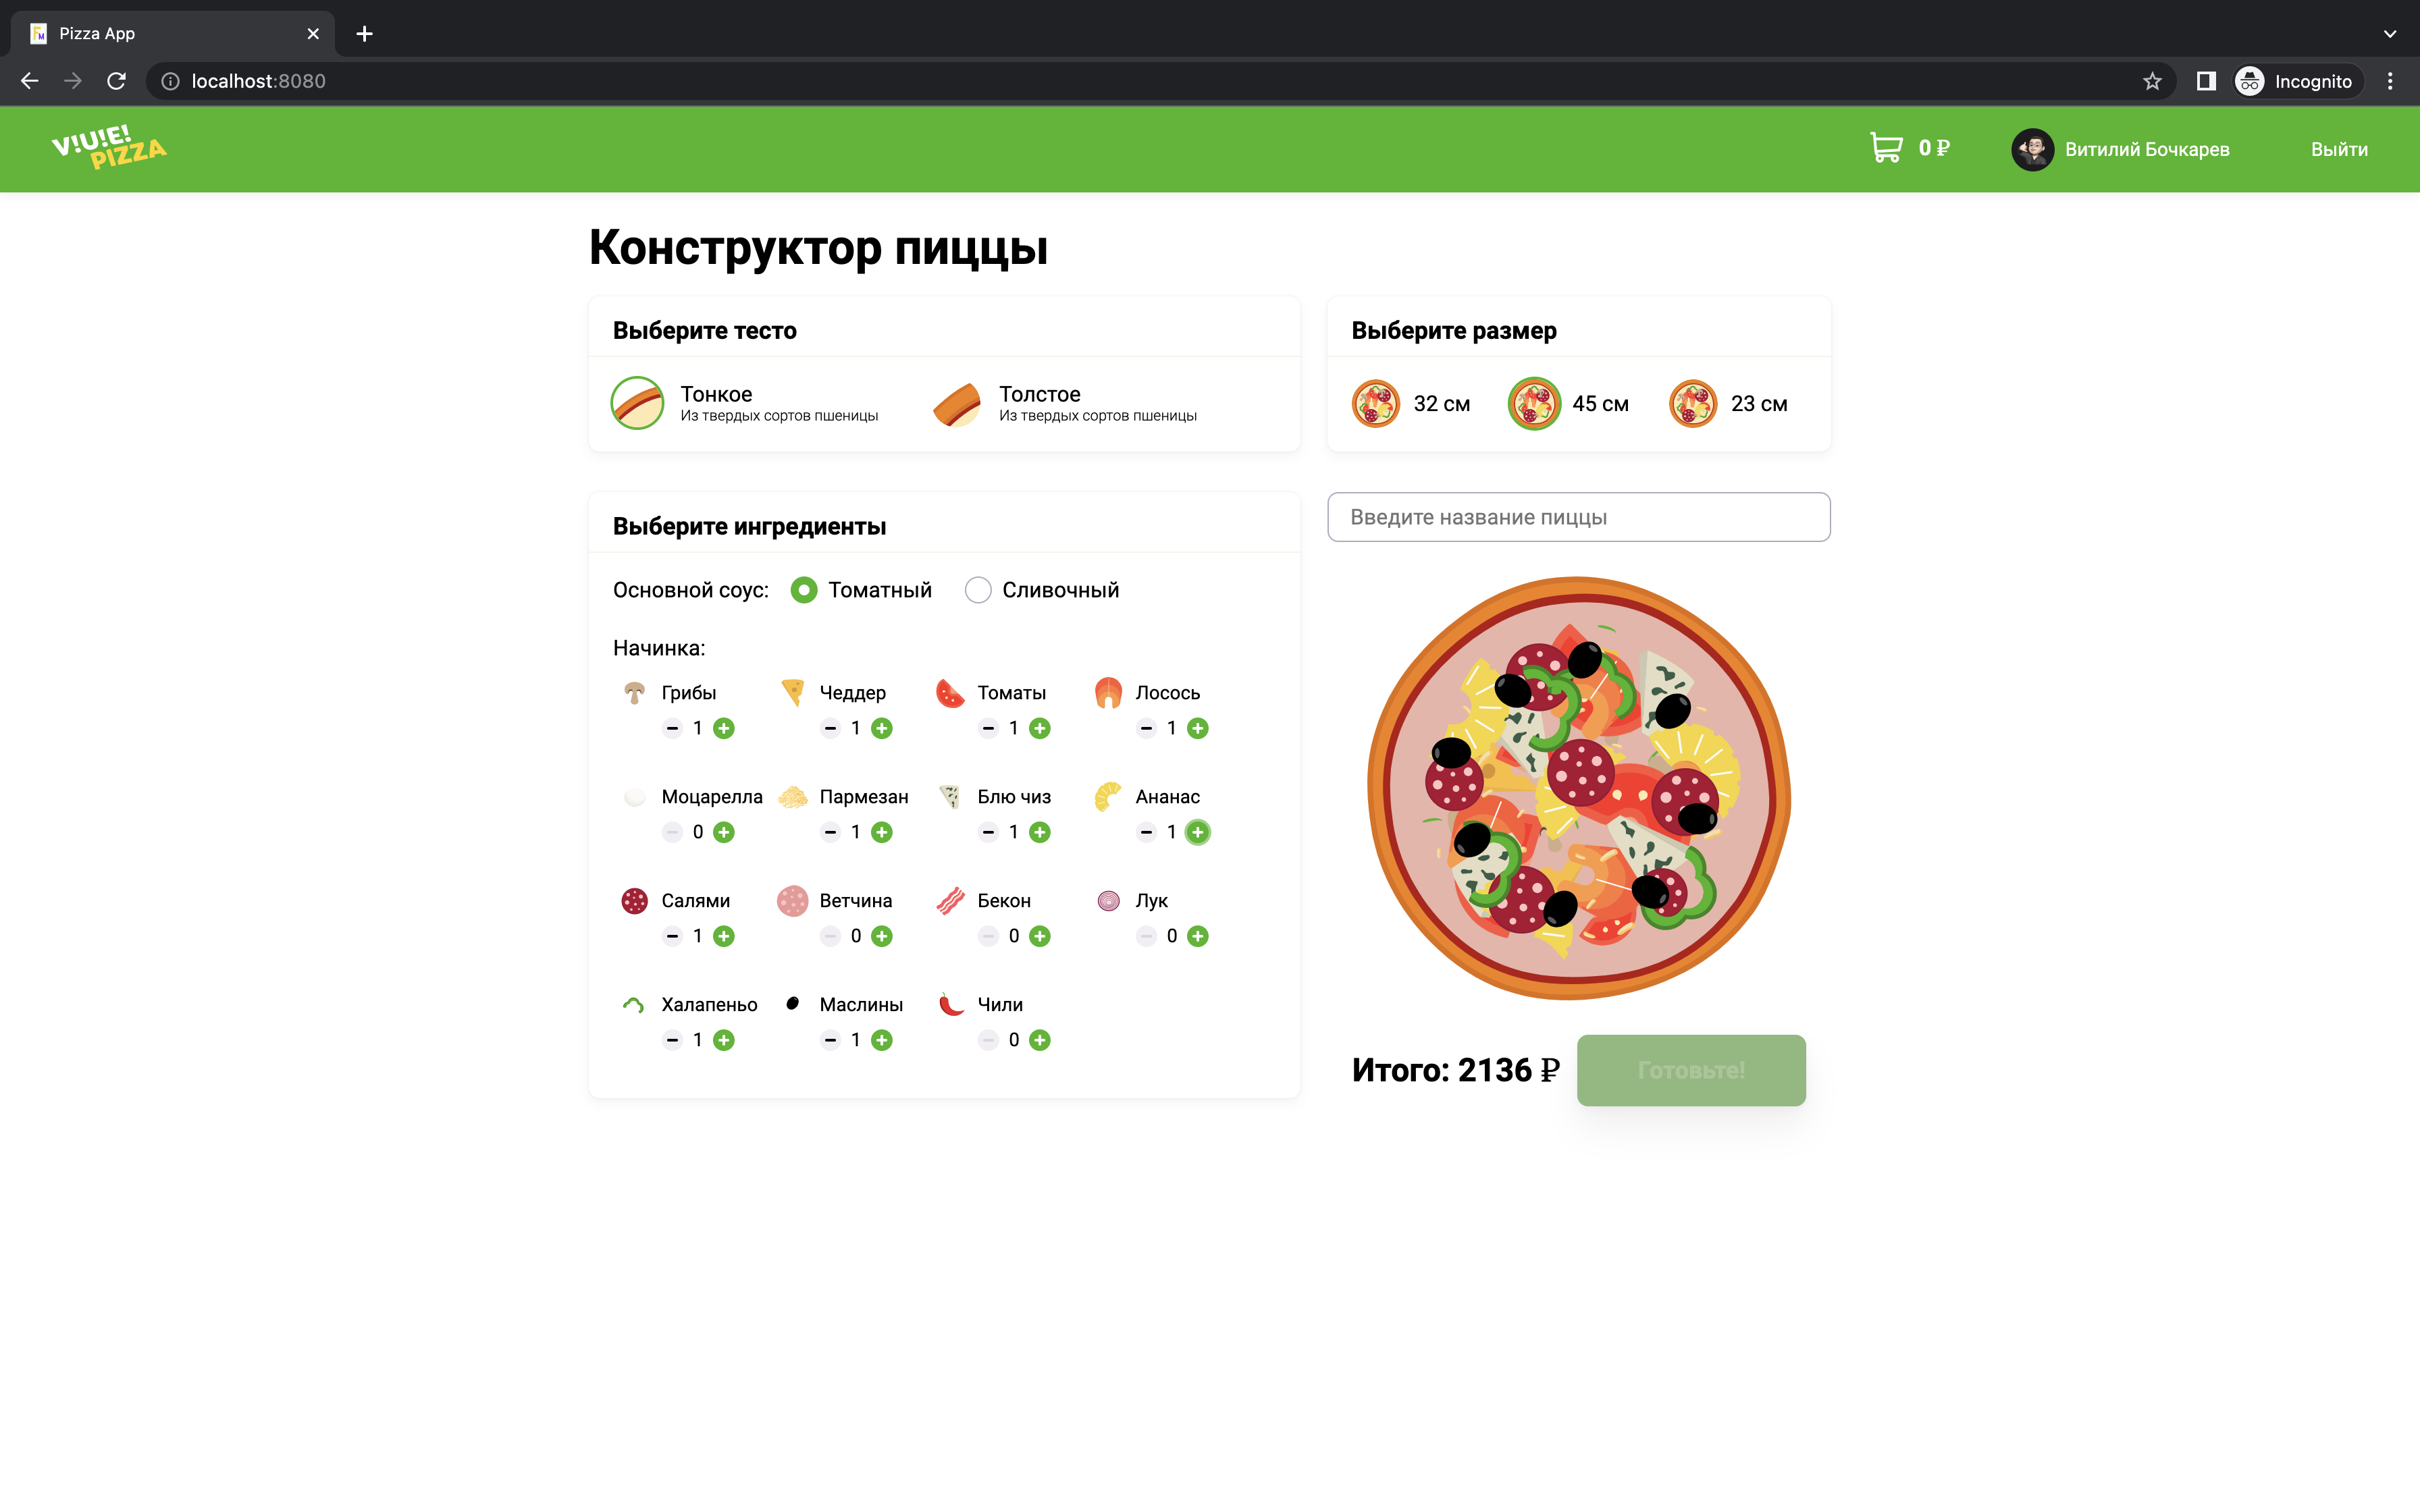 Pizza App
localhost:8080
Incognito
V!U!E!
PIZZA
0 ₽
Витилий Бочкарев
Выйти
Конструктор пиццы
Выберите тесто
Тонкое
Из твердых сортов пшеницы
Толстое
Из твердых сортов пшеницы
Выберите размер
32 см
45 см
23 см
Выберите ингредиенты
Основной соус: Томатный Сливочный
Начинка:
Грибы Чеддер Томаты Лосось
1 1 1 1
Моцарелла Пармезан Блю чиз Ананас
0 1 1 1
Салями Ветчина Бекон Лук
1 0 0 0
Халапеньо Маслины Чили
1 1 0
Введите название пиццы
Итого: 2136 ₽
Готовьте!